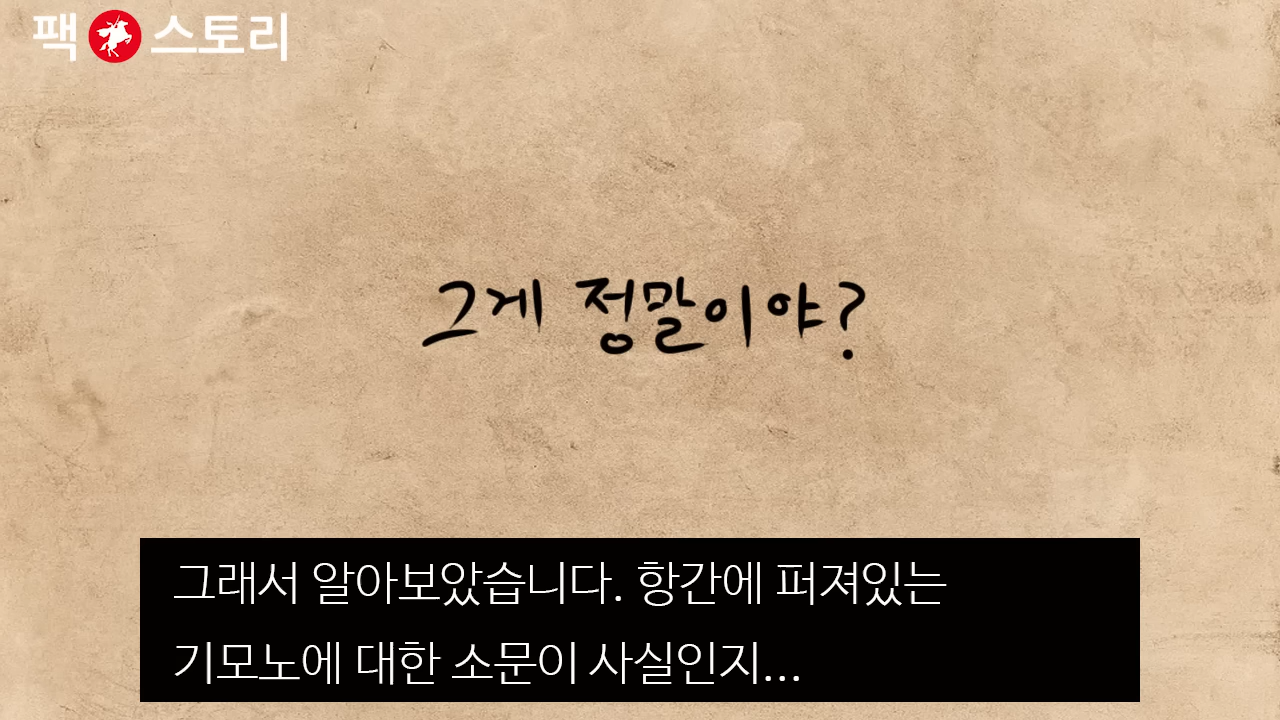 팩 스토리
그게 정말이야?
그래서 알아보았습니다. 항간에 퍼져있는
기모노에 대한 소문이 사실인지...